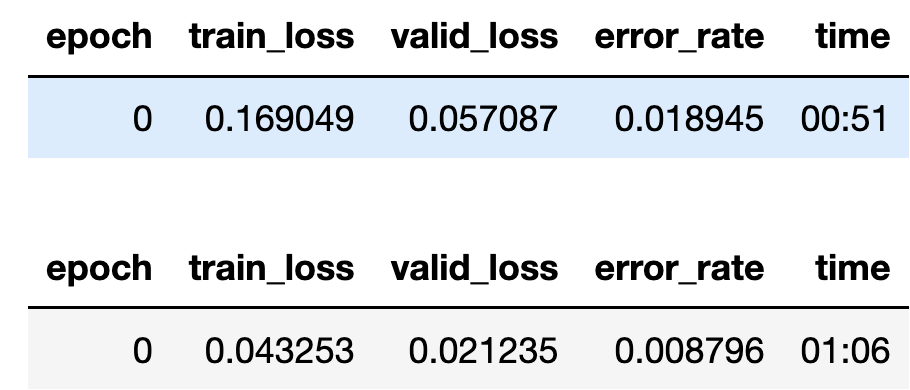 epoch train_loss valid_loss error_rate time
0 0.169049 0.057087 0.018945 00:51
epoch train_loss valid_loss error_rate time
0 0.043253 0.021235 0.008796 01:06